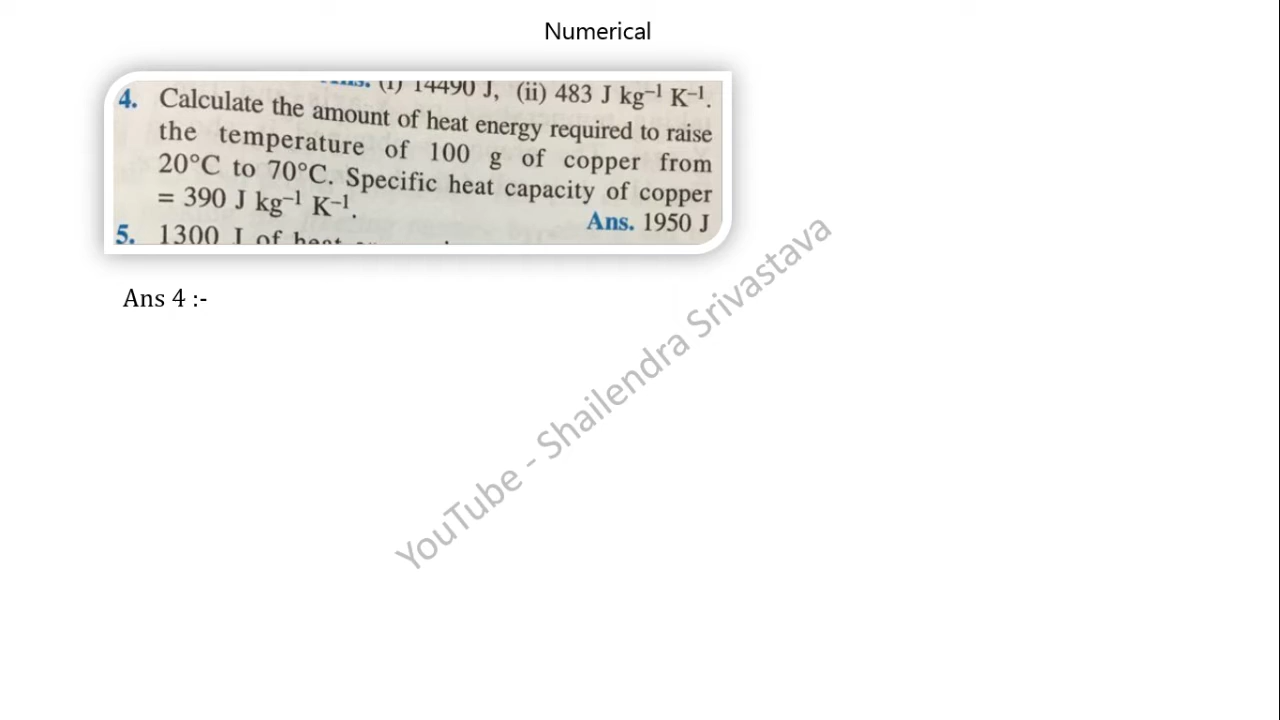 Numerical
(i) 14490 J, (ii) 483 J kg⁻¹ K⁻¹.
4. Calculate the amount of heat energy required to raise
the temperature of 100 g of copper from
20°C to 70°C. Specific heat capacity of copper
= 390 J kg⁻¹ K⁻¹.
Ans. 1950 J
5. 1300 J of heat
Ans 4 :-
YouTube - Shailendra Srivastava